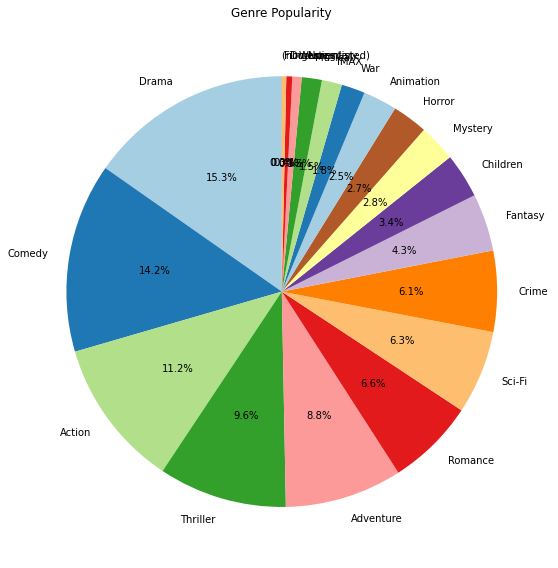 Genre Popularity
IMAX
War
Animation
Horror
Mystery
Children
Fantasy
Crime
Sci-Fi
Romance
Adventure
Thriller
Action
Comedy
Drama
15.3%
14.2%
11.2%
9.6%
8.8%
6.6%
6.3%
6.1%
4.3%
3.4%
2.8%
2.7%
2.5%
1.8%